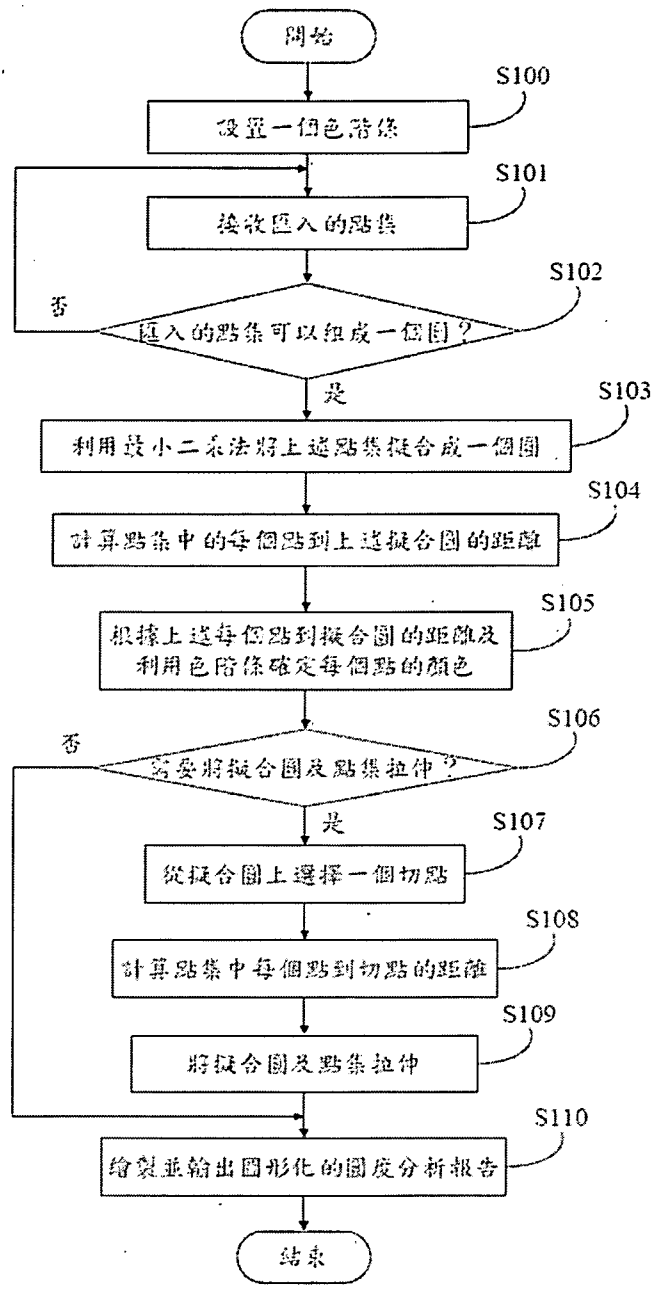 開始
S100
設置一個色階條
S101
接收匯入的點集
S102
否
匯入的點集可以組成一個圓？
是
S103
利用最小二乘法將上述點集擬合成一個圓
S104
計算點集中的每個點到上述擬合圓的距離
S105
根據上述每個點到擬合圓的距離及
利用色階條確定每個點的顏色
S106
否
需要將擬合圓及點集拉伸？
是
S107
從擬合圓上選擇一個切點
S108
計算點集中每個點到切點的距離
S109
將擬合圓及點集拉伸
S110
繪製並輸出圖形化的圓度分析報告
結束